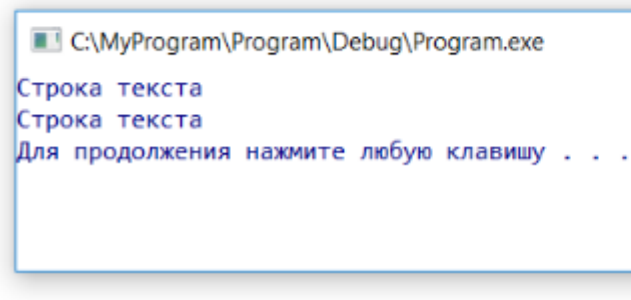 C:\MyProgram\Program\Debug\Program.exe
Строка текста
Строка текста
Для продолжения нажмите любую клавишу . . .